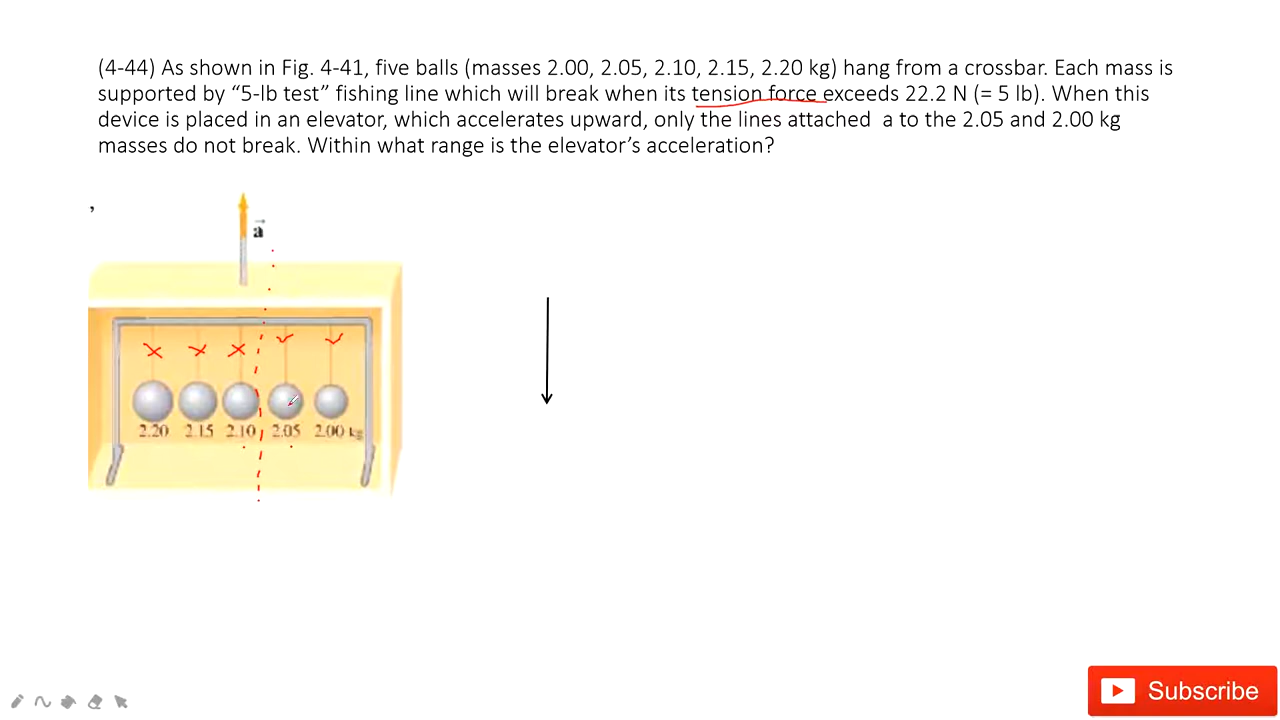 (4-44) As shown in Fig. 4-41, five balls (masses 2.00, 2.05, 2.10, 2.15, 2.20 kg) hang from a crossbar. Each mass is
supported by “5-lb test” fishing line which will break when its tension force exceeds 22.2 N (= 5 lb). When this
device is placed in an elevator, which accelerates upward, only the lines attached a to the 2.05 and 2.00 kg
masses do not break. Within what range is the elevator’s acceleration?
,
a
2.20 2.15 2.10 2.05 2.00 kg
Subscribe